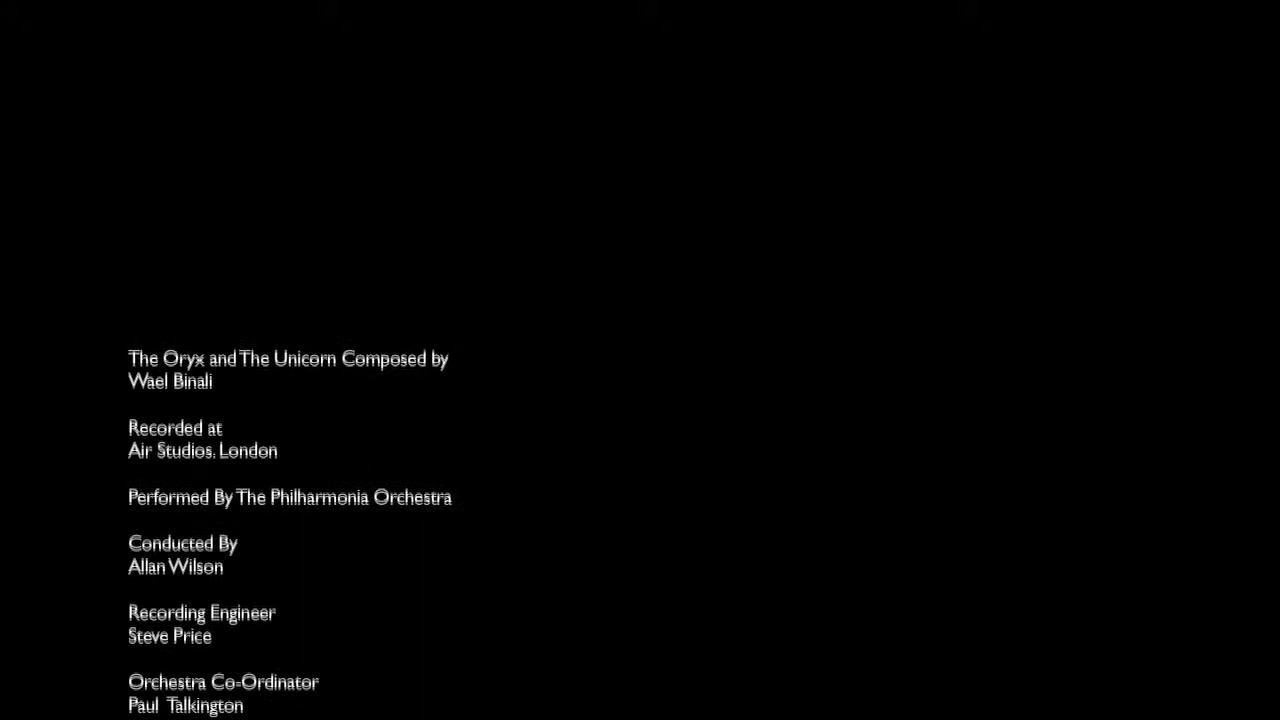 The Oryx and The Unicorn Composed by
Wael Binali
Recorded at
Air Studios, London
Performed By The Philharmonia Orchestra
Conducted By
Allan Wilson
Recording Engineer
Steve Price
Orchestra Co-Ordinator
Paul Talkington